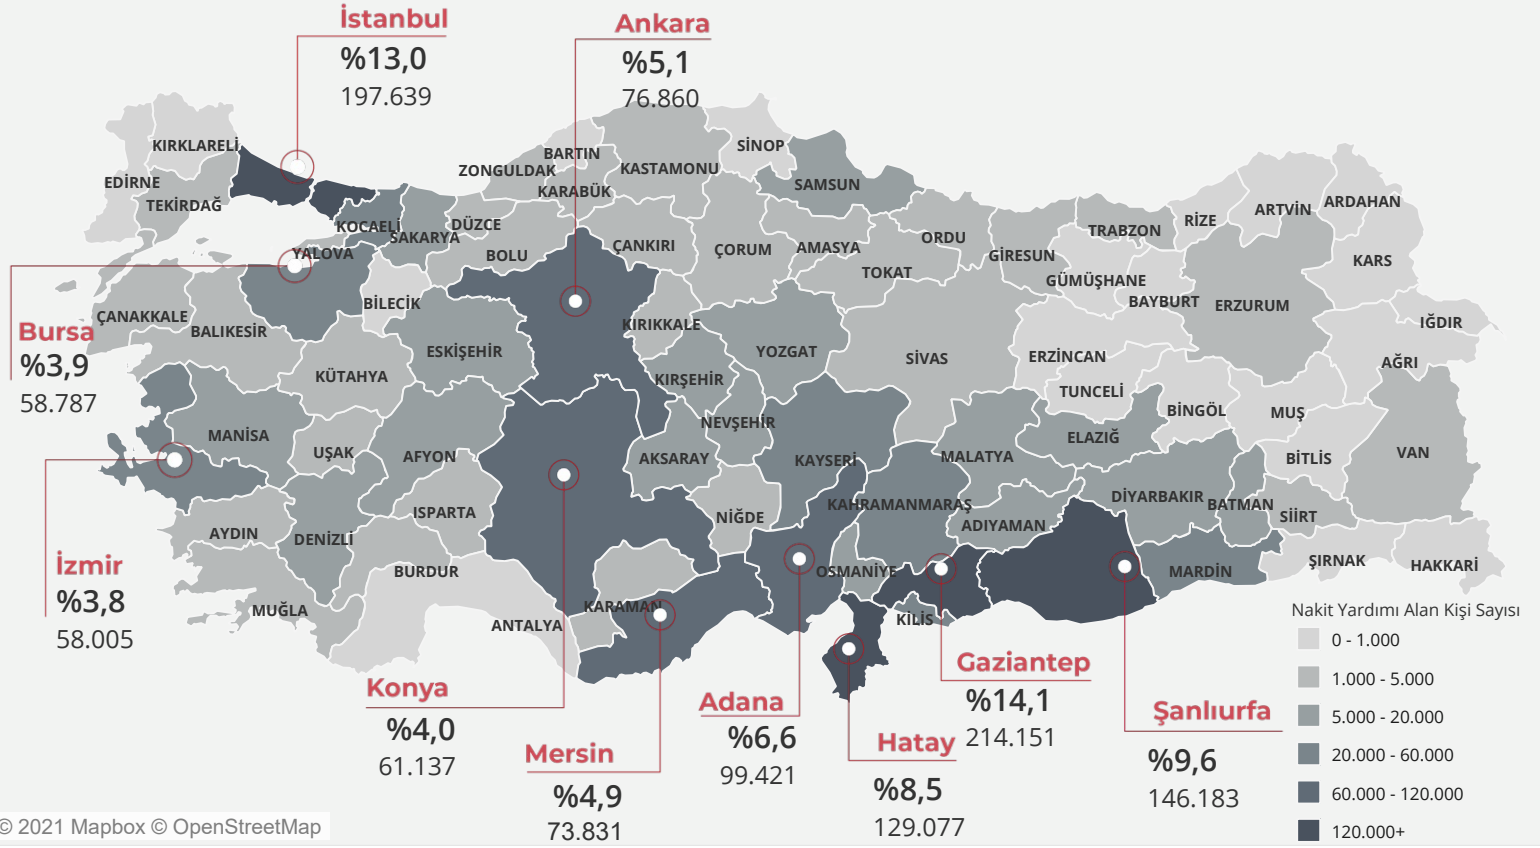 İstanbul
%13,0
197.639
Ankara
%5,1
76.860
KIRKLARELİ
EDİRNE
TEKİRDAĞ
KOCAELİ
SAKARYA
YALOVA
DÜZCE
BOLU
ZONGULDAK
BARTIN
KARABÜK
KASTAMONU
SİNOP
SAMSUN
ÇANKIRI
ÇORUM
AMASYA
TOKAT
ORDU
GİRESUN
TRABZON
GÜMÜŞHANE
BAYBURT
RİZE
ARTVİN
ARDAHAN
KARS
IĞDIR
AĞRI
ERZURUM
ERZİNCAN
TUNCELİ
BİNGÖL
MUŞ
BİTLİS
VAN
ÇANAKKALE
BALIKESİR
BİLECİK
KÜTAHYA
ESKİŞEHİR
KIRIKKALE
KIRŞEHİR
YOZGAT
SİVAS
NEVŞEHİR
KAYSERİ
MALATYA
ELAZIĞ
DİYARBAKIR
BATMAN
SİİRT
ŞIRNAK
HAKKARİ
MARDİN
ADIYAMAN
KAHRAMANMARAŞ
OSMANİYE
KİLİS
MANİSA
UŞAK
AFYON
AKSARAY
NİĞDE
ISPARTA
AYDIN
DENİZLİ
BURDUR
MUĞLA
ANTALYA
KARAMAN
Bursa
%3,9
58.787
İzmir
%3,8
58.005
Konya
%4,0
61.137
Mersin
%4,9
73.831
Adana
%6,6
99.421
Hatay
%8,5
129.077
Gaziantep
%14,1
214.151
Şanlıurfa
%9,6
146.183
Nakit Yardımı Alan Kişi Sayısı
0 - 1.000
1.000 - 5.000
5.000 - 20.000
20.000 - 60.000
60.000 - 120.000
120.000+
© 2021 Mapbox © OpenStreetMap